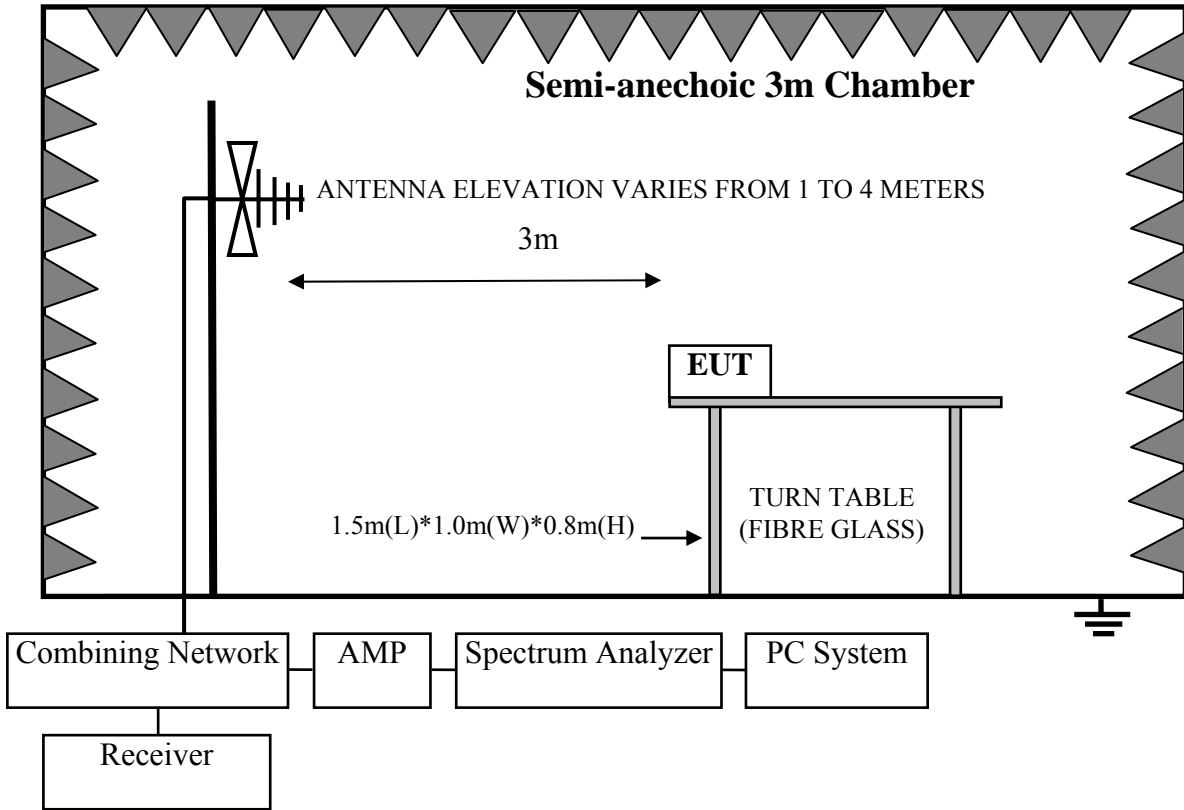 Semi-anechoic 3m Chamber
ANTENNA ELEVATION VARIES FROM 1 TO 4 METERS
3m
EUT
TURN TABLE
(FIBRE GLASS)
1.5m(L)*1.0m(W)*0.8m(H)
Combining Network
AMP
Spectrum Analyzer
PC System
Receiver